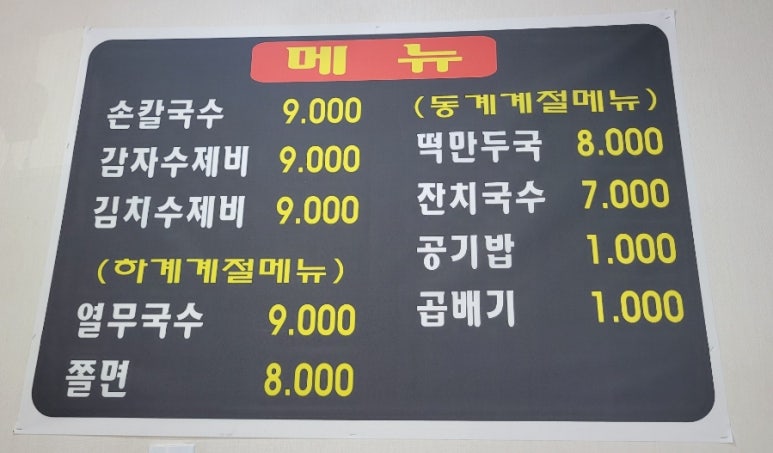 메 뉴
손칼국수 9.000
감자수제비 9.000
김치수제비 9.000
(하계계절메뉴)
열무국수 9.000
쫄면 8.000
(동계계절메뉴)
떡만두국 8.000
잔치국수 7.000
공기밥 1.000
곱배기 1.000